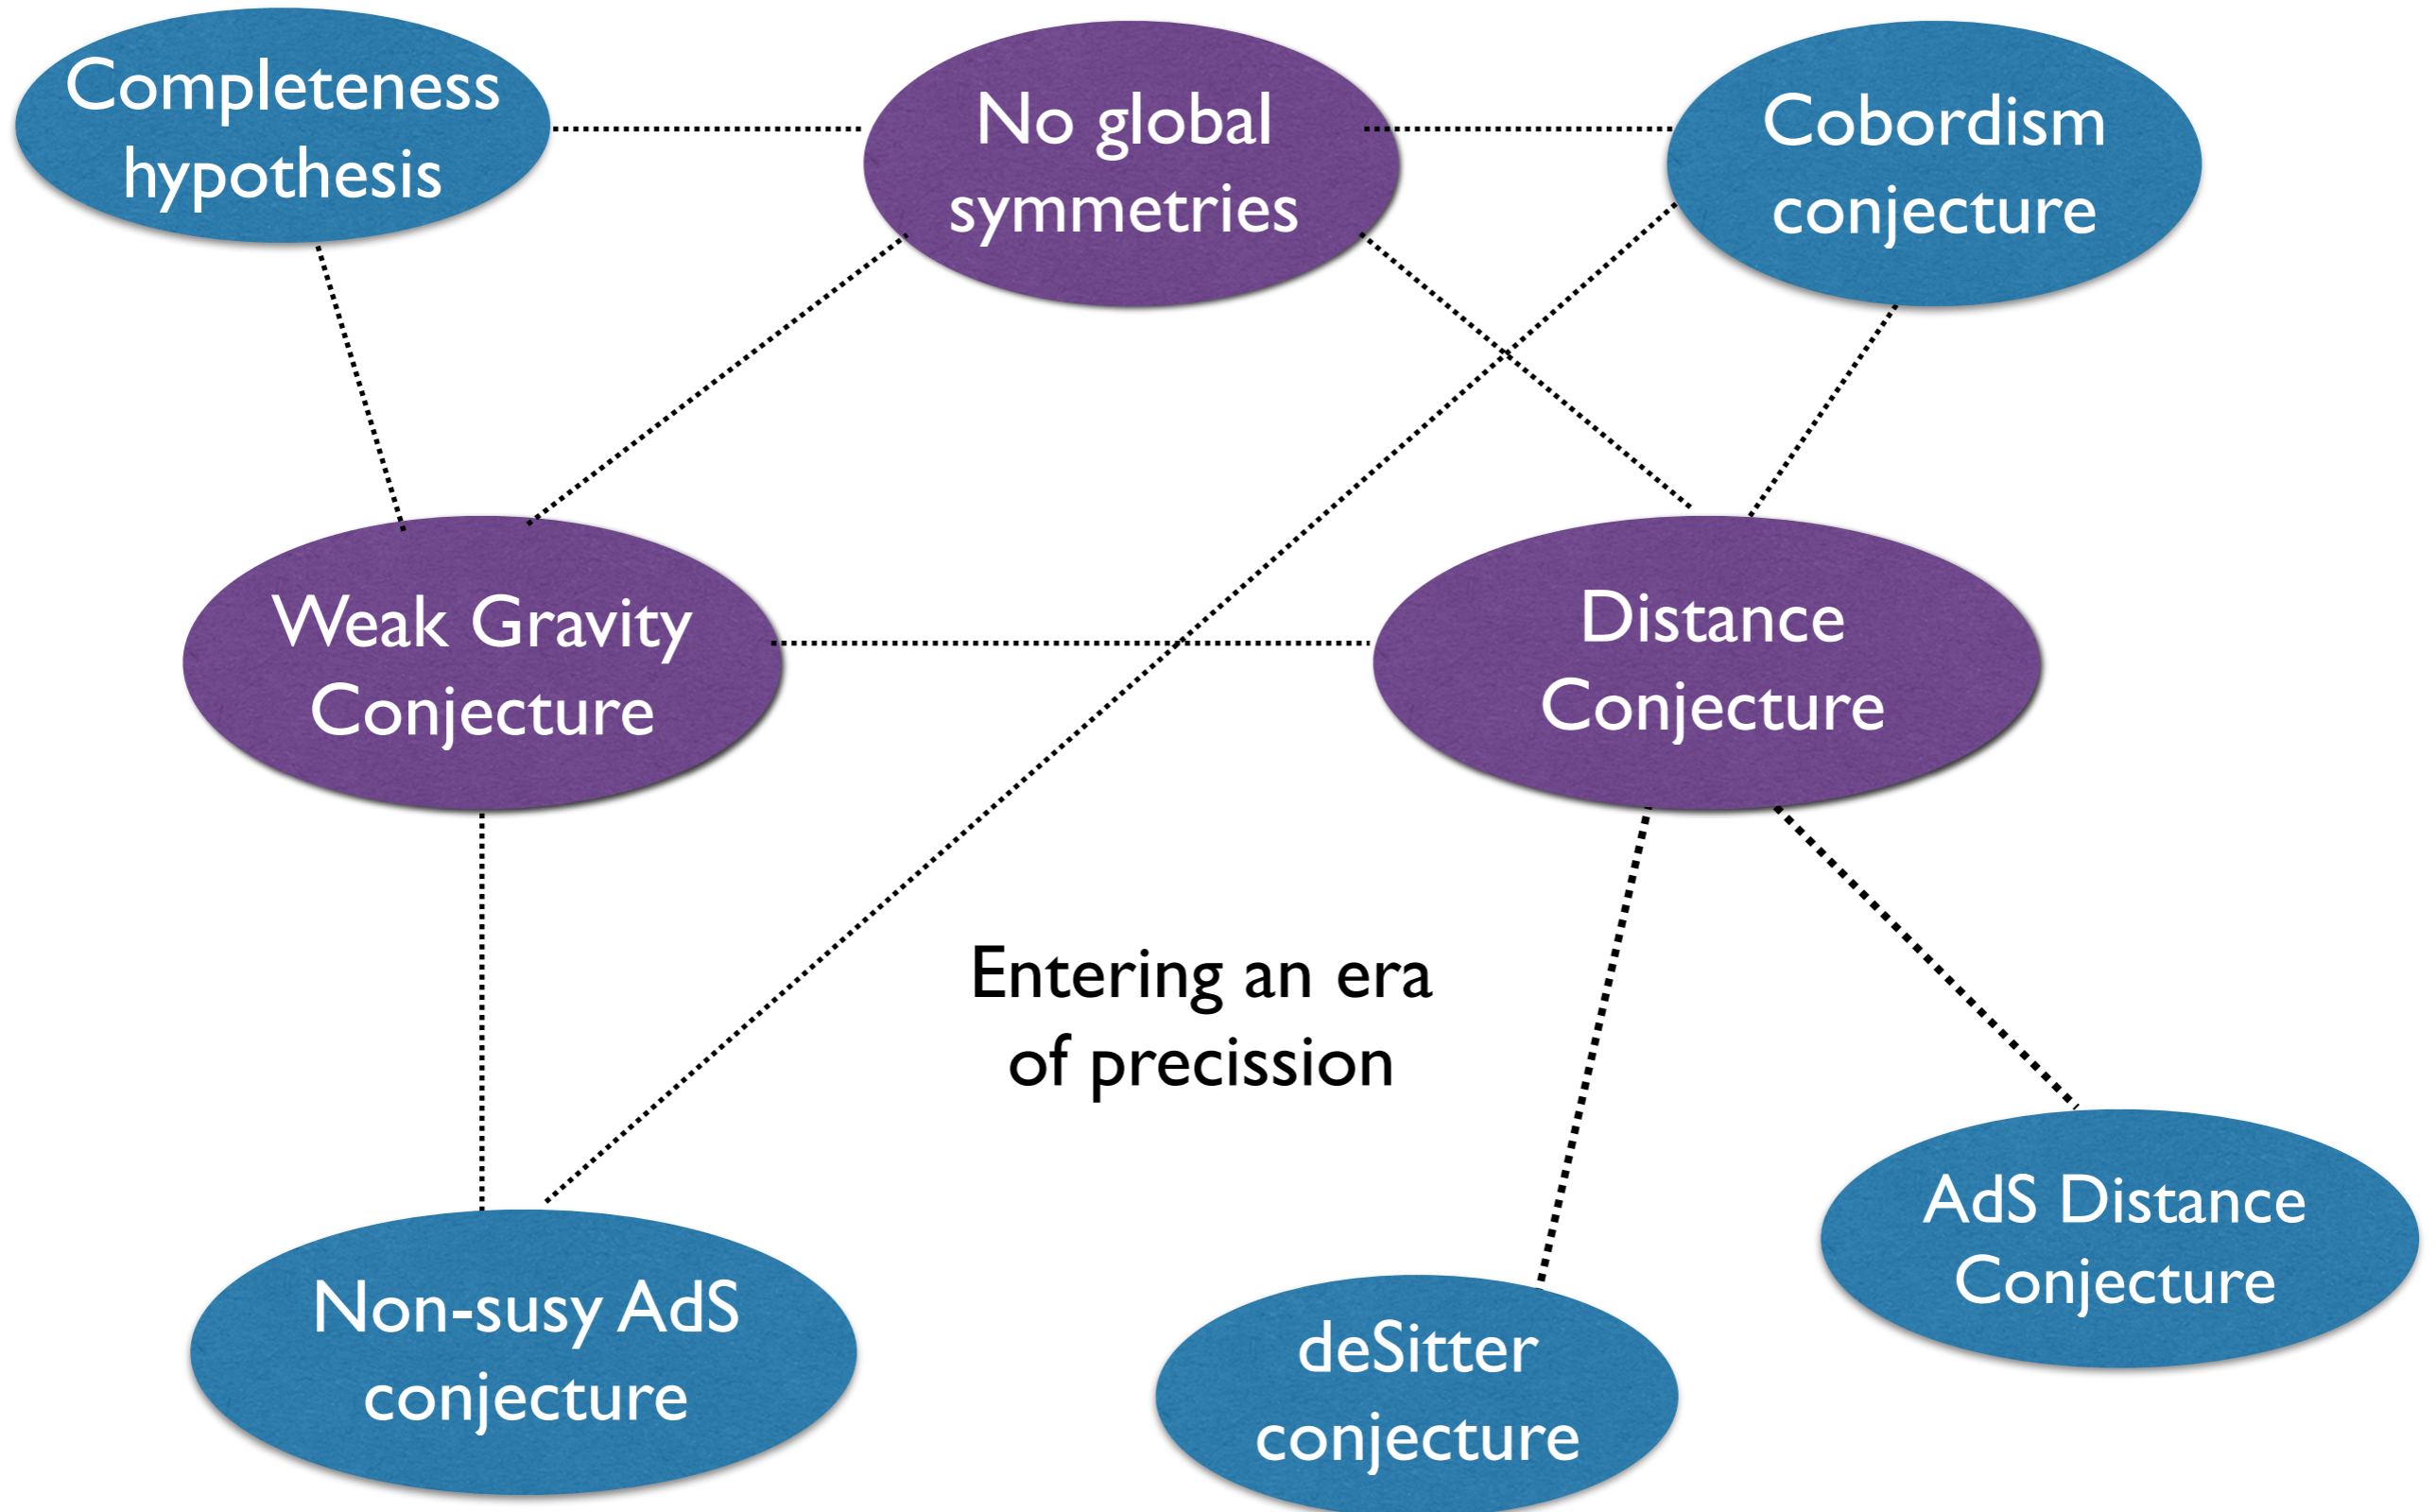 Completeness
hypothesis
No global
symmetries
Cobordism
conjecture
Weak Gravity
Conjecture
Distance
Conjecture
Entering an era
of precission
AdS Distance
Conjecture
Non-susy AdS
conjecture
deSitter
conjecture